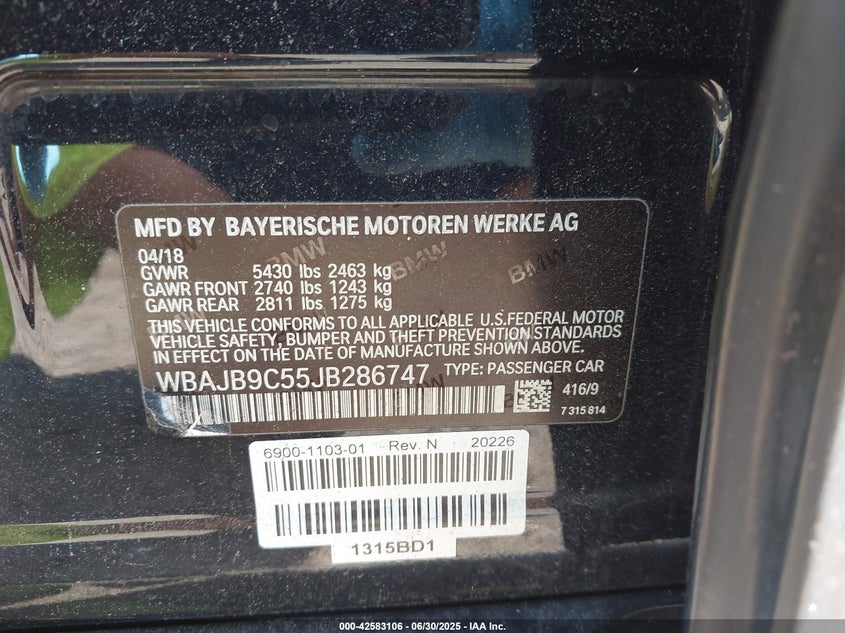 MFD BY BAYERISCHE MOTOREN WERKE AG
04/18
GVWR 5430 lbs 2463 kg
GAWR FRONT 2740 lbs 1243 kg
GAWR REAR 2811 lbs 1275 kg
THIS VEHICLE CONFORMS TO ALL APPLICABLE U.S.FEDERAL MOTOR
VEHICLE SAFETY, BUMPER AND THEFT PREVENTION STANDARDS
IN EFFECT ON THE DATE OF MANUFACTURE SHOWN ABOVE.
WBAJB9C55JB286747 TYPE: PASSENGER CAR
416/9
7 315 814
BMW BMW BMW
6900-1103-01 Rev. N 20226
1315BD1
000-42583106 - 06/30/2025 - IAA Inc.